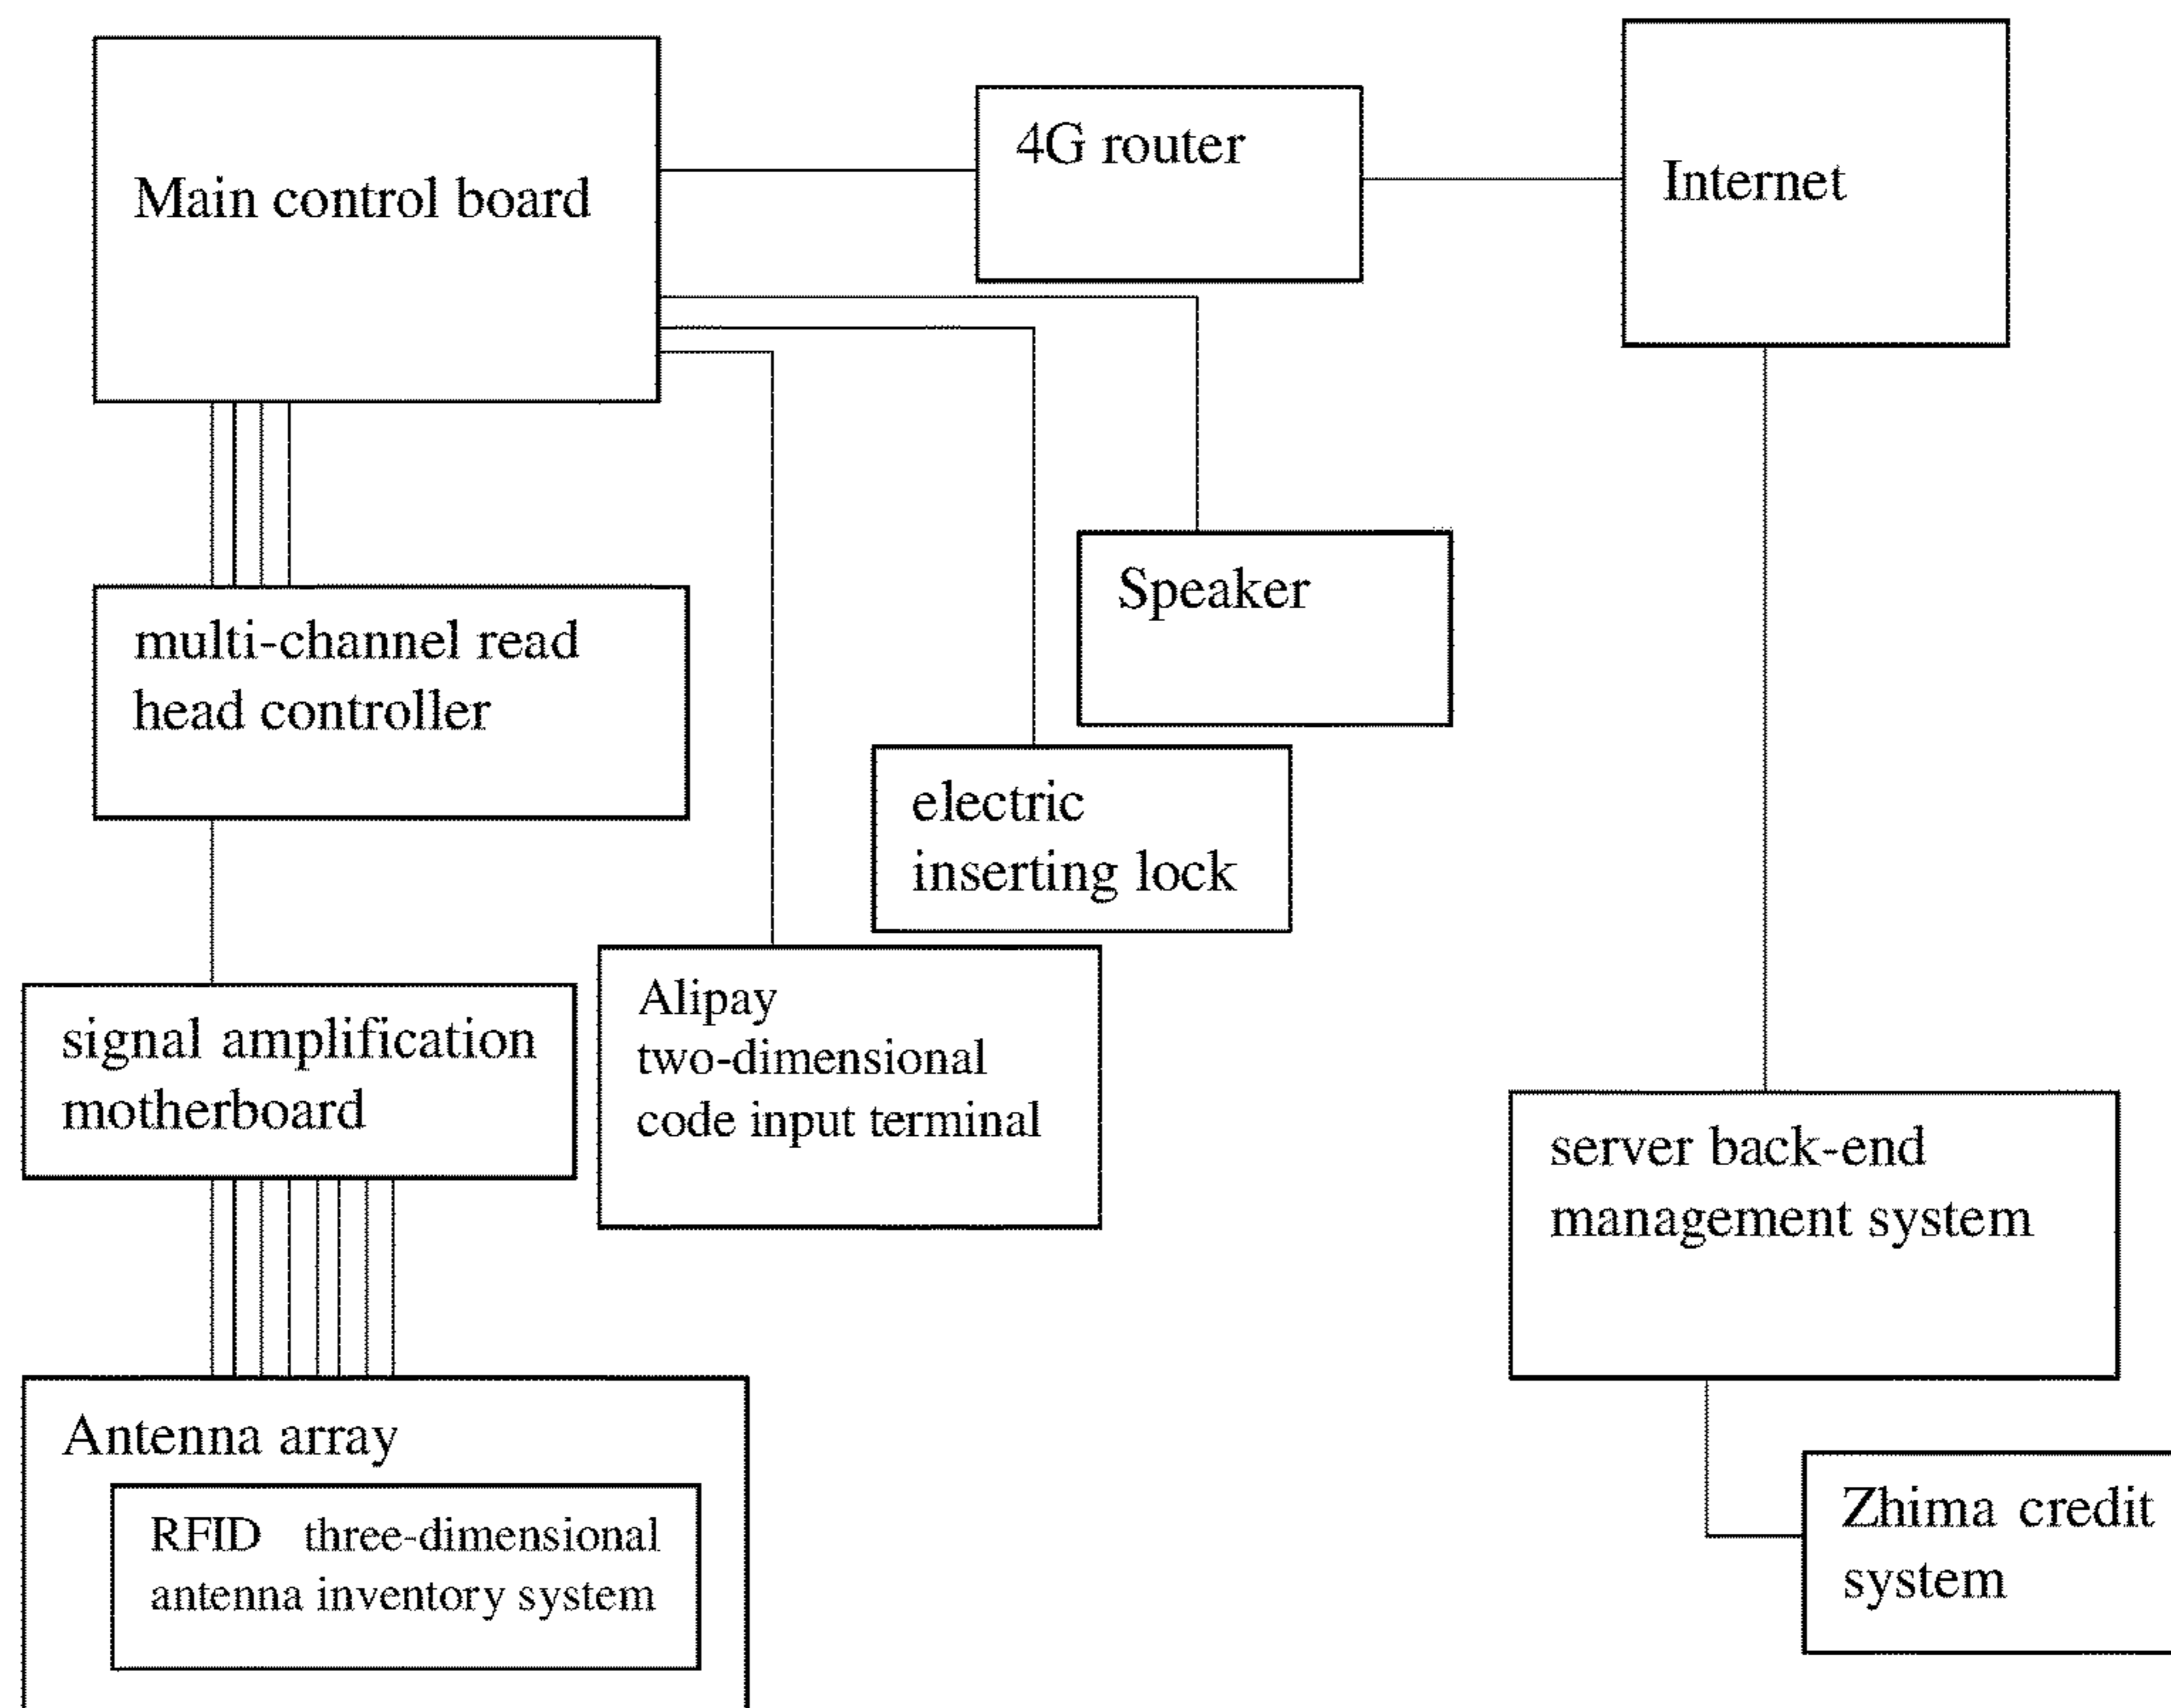 Main control board
4G router
Internet
multi-channel read
head controller
Speaker
electric
inserting lock
signal amplification
motherboard
Alipay
two-dimensional
code input terminal
server back-end
management system
Antenna array
RFID three-dimensional
antenna inventory system
Zhima credit
system